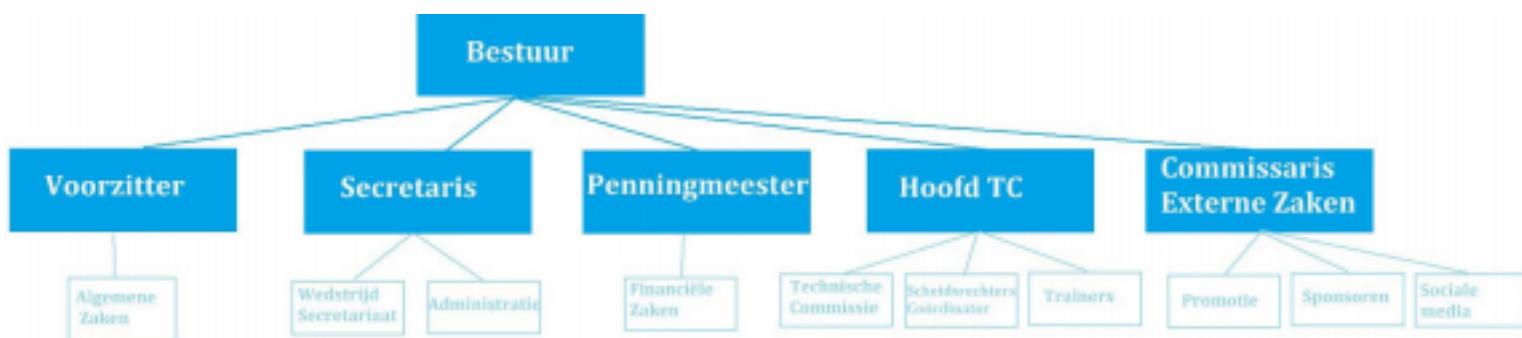 Bestuur
Voorzitter
Secretaris
Penningmeester
Hoofd TC
Commissaris
Externe Zaken
Algemene
Zaken
Wedstrijd
Secretariaat
Administratie
Financiële
Zaken
Technische
Commissie
Scheidsrechters
Coördinator
Trainers
Promotie
Sponsoren
Sociale
media